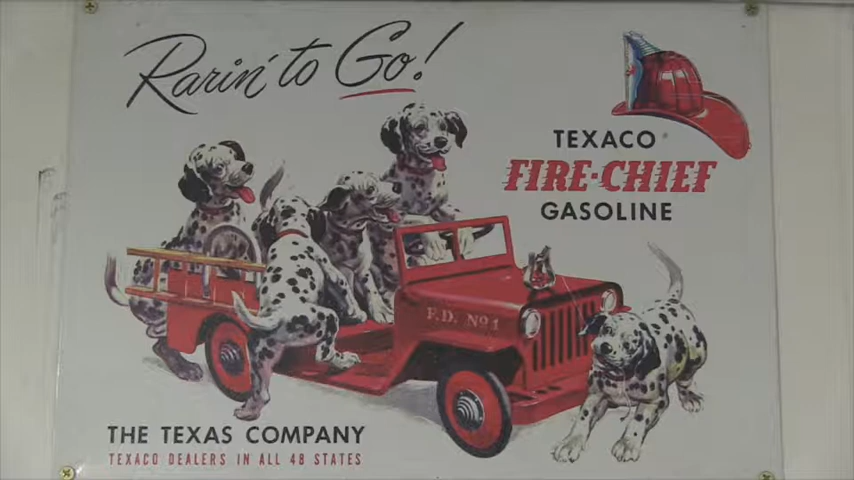 Rarin' to Go!
TEXACO
FIRE-CHIEF
GASOLINE
F.D. No 1
THE TEXAS COMPANY
TEXACO DEALERS IN ALL 48 STATES